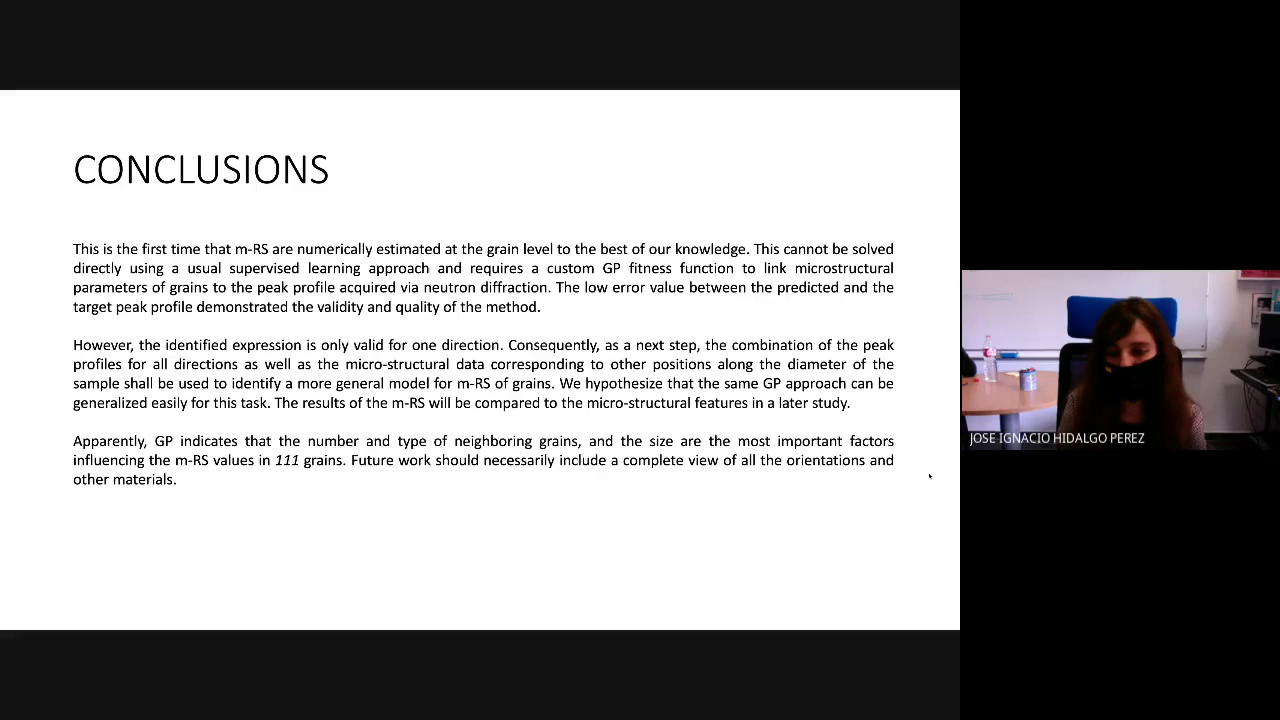 CONCLUSIONS
This is the first time that m-RS are numerically estimated at the grain level to the best of our knowledge. This cannot be solved
directly using a usual supervised learning approach and requires a custom GP fitness function to link microstructural
parameters of grains to the peak profile acquired via neutron diffraction. The low error value between the predicted and the
target peak profile demonstrated the validity and quality of the method.
However, the identified expression is only valid for one direction. Consequently, as a next step, the combination of the peak
profiles for all directions as well as the micro-structural data corresponding to other positions along the diameter of the
sample shall be used to identify a more general model for m-RS of grains. We hypothesize that the same GP approach can be
generalized easily for this task. The results of the m-RS will be compared to the micro-structural features in a later study.
Apparently, GP indicates that the number and type of neighboring grains, and the size are the most important factors
influencing the m-RS values in 111 grains. Future work should necessarily include a complete view of all the orientations and
other materials.
JOSE IGNACIO HIDALGO PEREZ